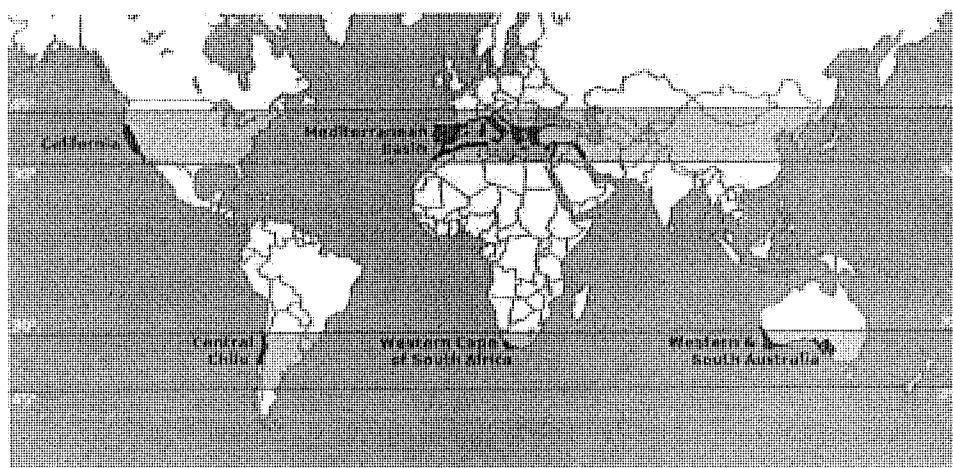 California
Mediterranean
Basin
Central
Chile
Western Cape
of South Africa
Western &
South Australia